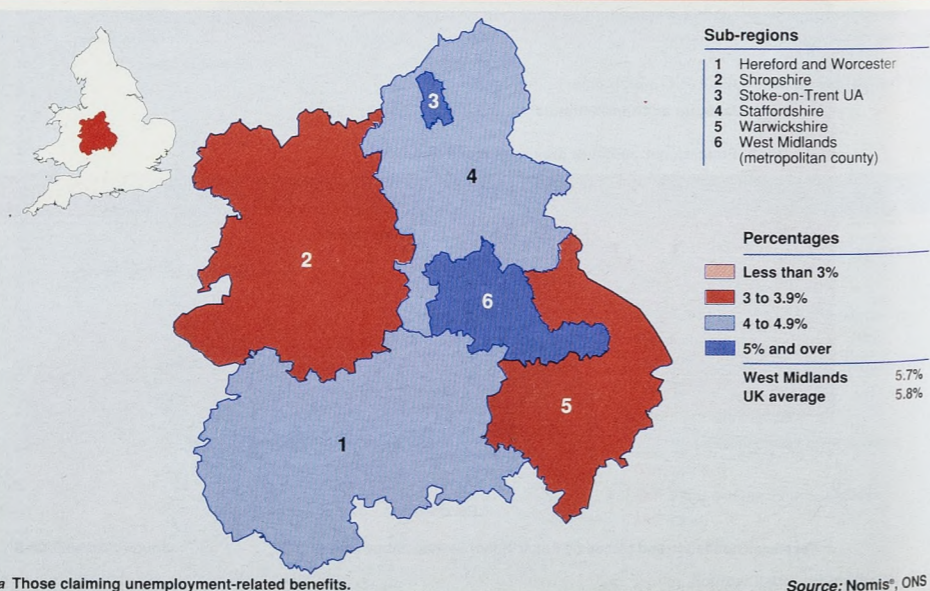 Sub-regions
1 Hereford and Worcester
2 Shropshire
3 Stoke-on-Trent UA
4 Staffordshire
5 Warwickshire
6 West Midlands
(metropolitan county)
3
4
2
6
5
1
Percentages
Less than 3%
3 to 3.9%
4 to 4.9%
5% and over
West Midlands 5.7%
UK average 5.8%
a Those claiming unemployment-related benefits.
Source: Nomis®, ONS